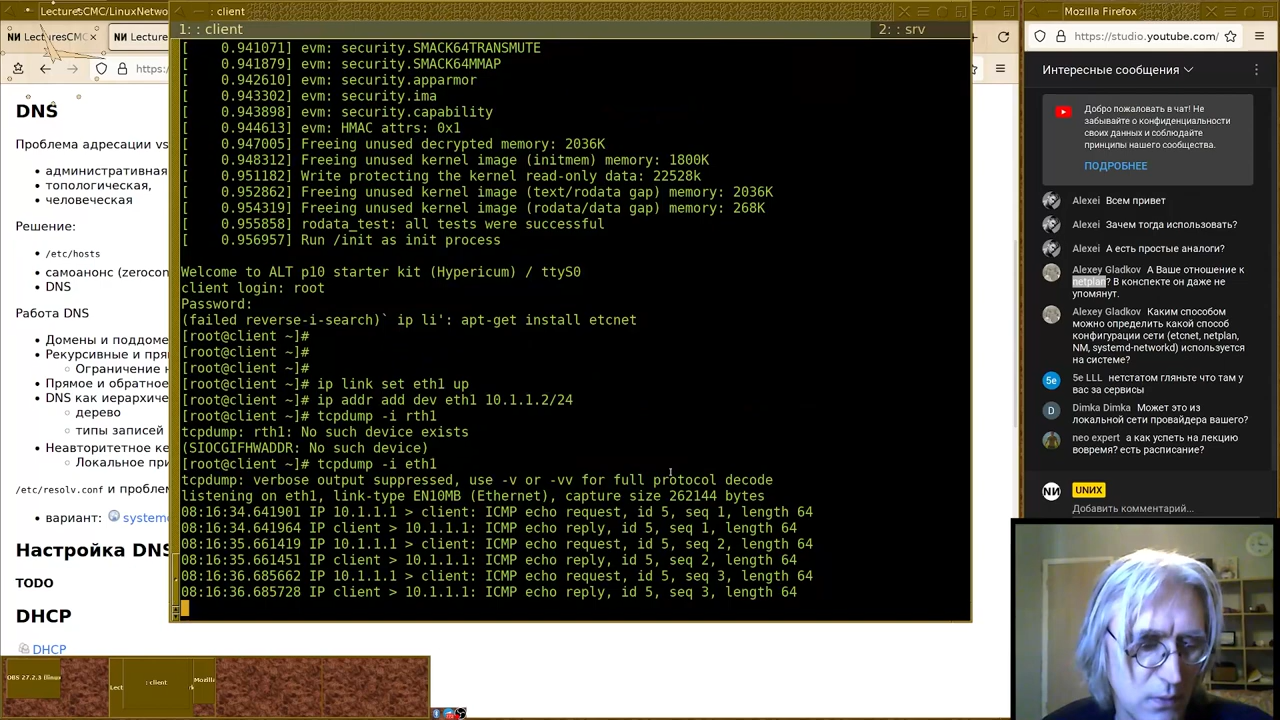 LecturesCMC/LinuxNetwo
: client
Mozilla Firefox
LecturesCMC
Lecture
1: : client
2: : srv
https:/
https://studio.youtube.com/
DNS
Проблема адресации vs
административная
топологическая,
человеческая
Решение:
/etc/hosts
самоанонс (zerocon
DNS
Работа DNS
Домены и поддоме
Рекурсивные и пря
Ограничение н
Прямое и обратное
DNS как иерархиче
дерево
типы записей
Неавторитетное ке
Локальное при
/etc/resolv.conf и пробле
вариант: systemd
Настройка DNS
TODO
DHCP
DHCP
[    0.941071] evm: security.SMACK64TRANSMUTE
[    0.941879] evm: security.SMACK64MMAP
[    0.942610] evm: security.apparmor
[    0.943302] evm: security.ima
[    0.943898] evm: security.capability
[    0.944613] evm: HMAC attrs: 0x1
[    0.947005] Freeing unused decrypted memory: 2036K
[    0.948312] Freeing unused kernel image (initmem) memory: 1800K
[    0.951182] Write protecting the kernel read-only data: 22528k
[    0.952862] Freeing unused kernel image (text/rodata gap) memory: 2036K
[    0.954319] Freeing unused kernel image (rodata/data gap) memory: 268K
[    0.955858] rodata_test: all tests were successful
[    0.956957] Run /init as init process
Welcome to ALT p10 starter kit (Hypericum) / ttyS0
client login: root
Password:
(failed reverse-i-search)` ip li': apt-get install etcnet
[root@client ~]#
[root@client ~]#
[root@client ~]#
[root@client ~]# ip link set eth1 up
[root@client ~]# ip addr add dev eth1 10.1.1.2/24
[root@client ~]# tcpdump -i rth1
tcpdump: rth1: No such device exists
(SIOCGIFHWADDR: No such device)
[root@client ~]# tcpdump -i eth1
tcpdump: verbose output suppressed, use -v or -vv for full protocol decode
listening on eth1, link-type EN10MB (Ethernet), capture size 262144 bytes
08:16:34.641901 IP 10.1.1.1 > client: ICMP echo request, id 5, seq 1, length 64
08:16:34.641964 IP client > 10.1.1.1: ICMP echo reply, id 5, seq 1, length 64
08:16:35.661419 IP 10.1.1.1 > client: ICMP echo request, id 5, seq 2, length 64
08:16:35.661451 IP client > 10.1.1.1: ICMP echo reply, id 5, seq 2, length 64
08:16:36.685662 IP 10.1.1.1 > client: ICMP echo request, id 5, seq 3, length 64
08:16:36.685728 IP client > 10.1.1.1: ICMP echo reply, id 5, seq 3, length 64
Интересные сообщения
Добро пожаловать в чат! Не
забывайте о конфиденциальности
своих данных и соблюдайте
принципы нашего сообщества.
ПОДРОБНЕЕ
Alexei Всем привет
Alexei Зачем тогда использовать?
Alexei А есть простые аналоги?
Alexey Gladkov А Ваше отношение к
netplan? В конспекте он даже не
упомянут.
Alexey Gladkov Каким способом
можно определить какой способ
конфигурации сети (etcnet, netplan,
NM, systemd-networkd) используется
на системе?
5e LLL нетстатом гляньте что там у
вас за сервисы
Dimka Dimka Может это из
локальной сети провайдера вашего?
neo expert а как успеть на лекцию
вовремя? есть расписание?
UNИX
Добавить комментарий...
OBS 27.2.3 (linux
Lect
: client
Mozill